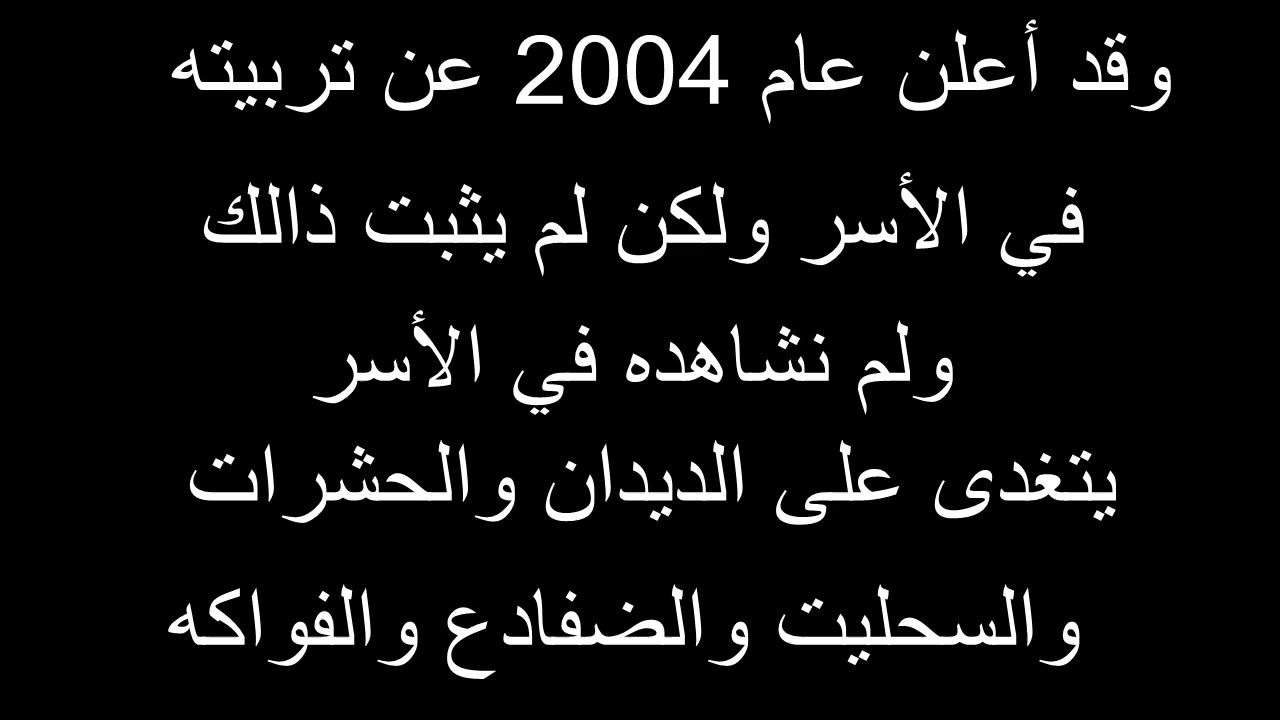 وقد أعلن عام 2004 عن تربيته
في الأسر ولكن لم يثبت ذالك
ولم نشاهده في الأسر
يتغدى على الديدان والحشرات
والسحليت والضفادع والفواكه